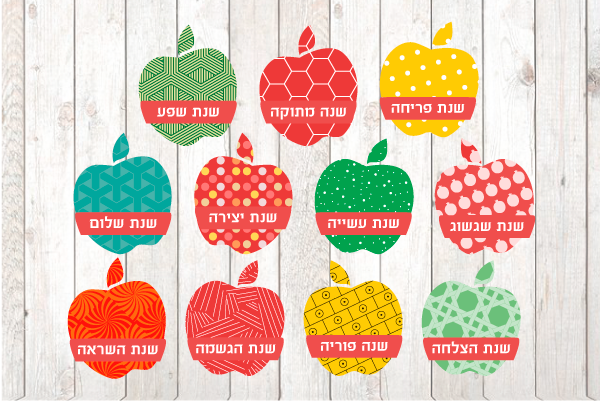 שנת פריחה
שנה מתוקה
שנת שפע
שנת שגשוג
שנת עשייה
שנת יצירה
שנת שלום
שנת הצלחה
שנה פוריה
שנת הגשמה
שנת השראה